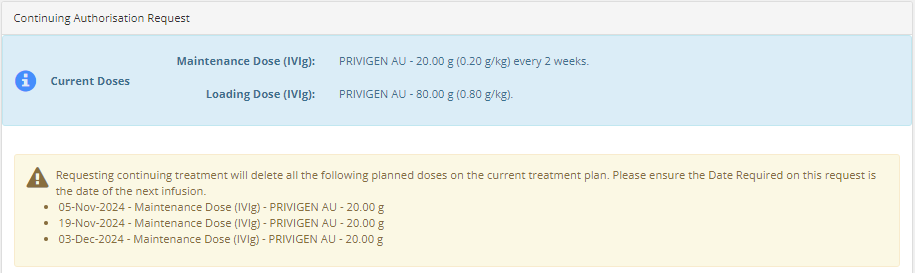 Continuing Authorisation Request
Current Doses
Maintenance Dose (IVIg): PRIVIGEN AU - 20.00 g (0.20 g/kg) every 2 weeks.
Loading Dose (IVIg): PRIVIGEN AU - 80.00 g (0.80 g/kg).
Requesting continuing treatment will delete all the following planned doses on the current treatment plan. Please ensure the Date Required on this request is
the date of the next infusion.
• 05-Nov-2024 - Maintenance Dose (IVIg) - PRIVIGEN AU - 20.00 g
• 19-Nov-2024 - Maintenance Dose (IVIg) - PRIVIGEN AU - 20.00 g
• 03-Dec-2024 - Maintenance Dose (IVIg) - PRIVIGEN AU - 20.00 g